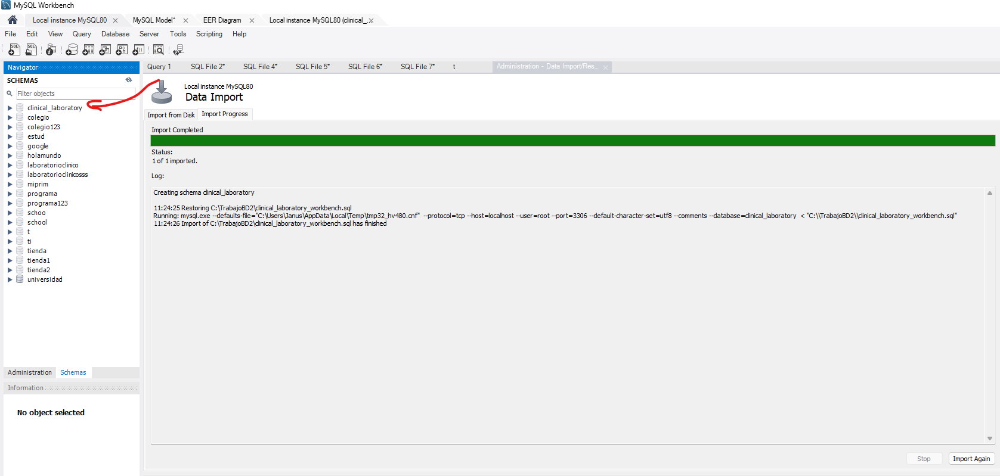 MySQL Workbench
Local instance MySQL80
MySQL Model*
EER Diagram
Local instance MySQL80 (clinical_..
File Edit View Query Database Server Tools Scripting Help
Navigator
SCHEMAS
Filter objects
clinical_laboratory
colegio
colegio123
estud
google
holamundo
laboratorioclinico
laboratorioclinicosss
miprim
programa
programa123
schoo
school
t
ti
tienda
tienda1
tienda2
universidad
Administration Schemas
Information
No object selected
Query 1 SQL File 2* SQL File 4* SQL File 5* SQL File 6* SQL File 7* t Administration - Data Import/Res...
Local instance MySQL80
Data Import
Import from Disk Import Progress
Import Completed
Status:
1 of 1 imported.
Log:
Creating schema clinical_laboratory
11:24:25 Restoring C:\TrabajoBD2\clinical_laboratory_workbench.sql
Running: mysql.exe --defaults-file="C:\Users\Janus\AppData\Local\Temp\tmp32_hv480.cnf" --protocol=tcp --host=localhost --user=root --port=3306 --default-character-set=utf8 --comments --database=clinical_laboratory < "C:\\TrabajoBD2\\clinical_laboratory_workbench.sql"
11:24:26 Import of C:\TrabajoBD2\clinical_laboratory_workbench.sql has finished
Stop Import Again